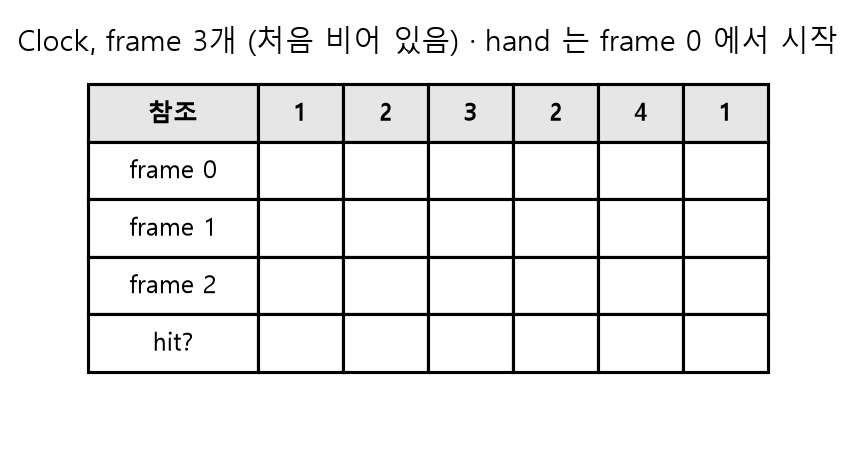 Clock, frame 3개 (처음 비어 있음) · hand 는 frame 0 에서 시작
참조 1 2 3 2 4 1
frame 0
frame 1
frame 2
hit?